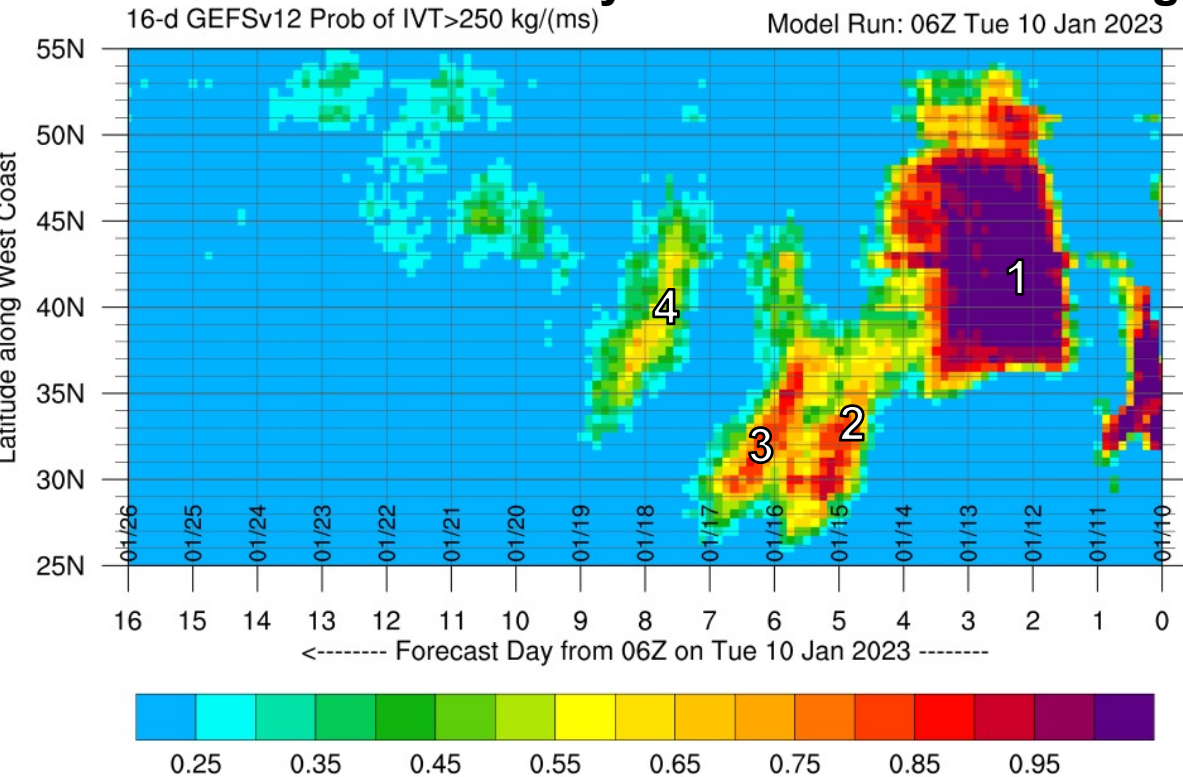 16-d GEFSv12 Prob of IVT>250 kg/(ms)
Model Run: 06Z Tue 10 Jan 2023
Latitude along West Coast
55N
50N
45N
40N
35N
30N
25N
1
2
3
4
01/26 01/25 01/24 01/23 01/22 01/21 01/20 01/19 01/18 01/17 01/16 01/15 01/14 01/13 01/12 01/11 01/10
16 15 14 13 12 11 10 9 8 7 6 5 4 3 2 1 0
<-------- Forecast Day from 06Z on Tue 10 Jan 2023 --------
0.25 0.35 0.45 0.55 0.65 0.75 0.85 0.95